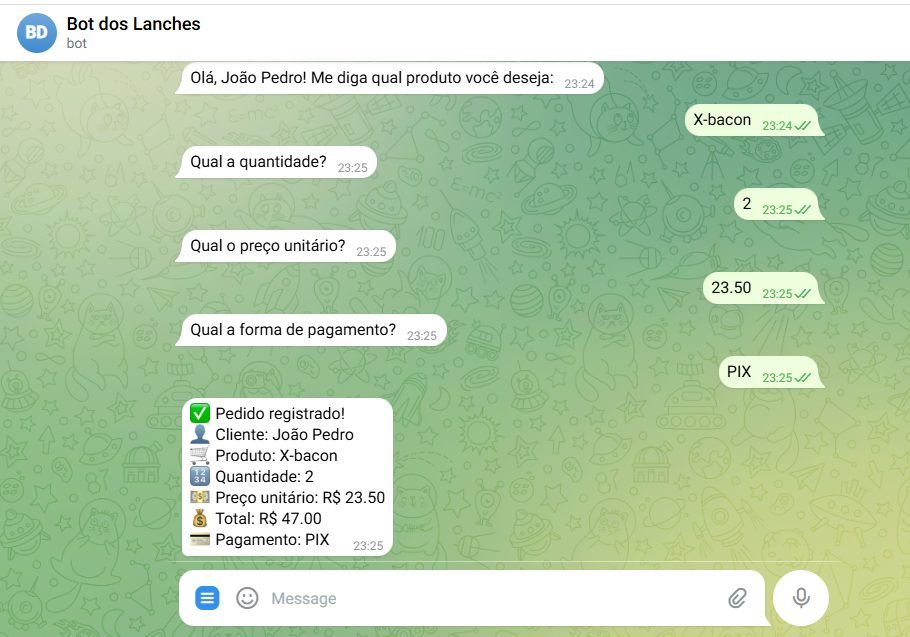 BD
Bot dos Lanches
bot
Olá, João Pedro! Me diga qual produto você deseja: 23:24
X-bacon 23:24
Qual a quantidade? 23:25
2 23:25
Qual o preço unitário? 23:25
23.50 23:25
Qual a forma de pagamento? 23:25
PIX 23:25
Pedido registrado!
Cliente: João Pedro
Produto: X-bacon
Quantidade: 2
Preço unitário: R$ 23.50
Total: R$ 47.00
Pagamento: PIX 23:25
Message